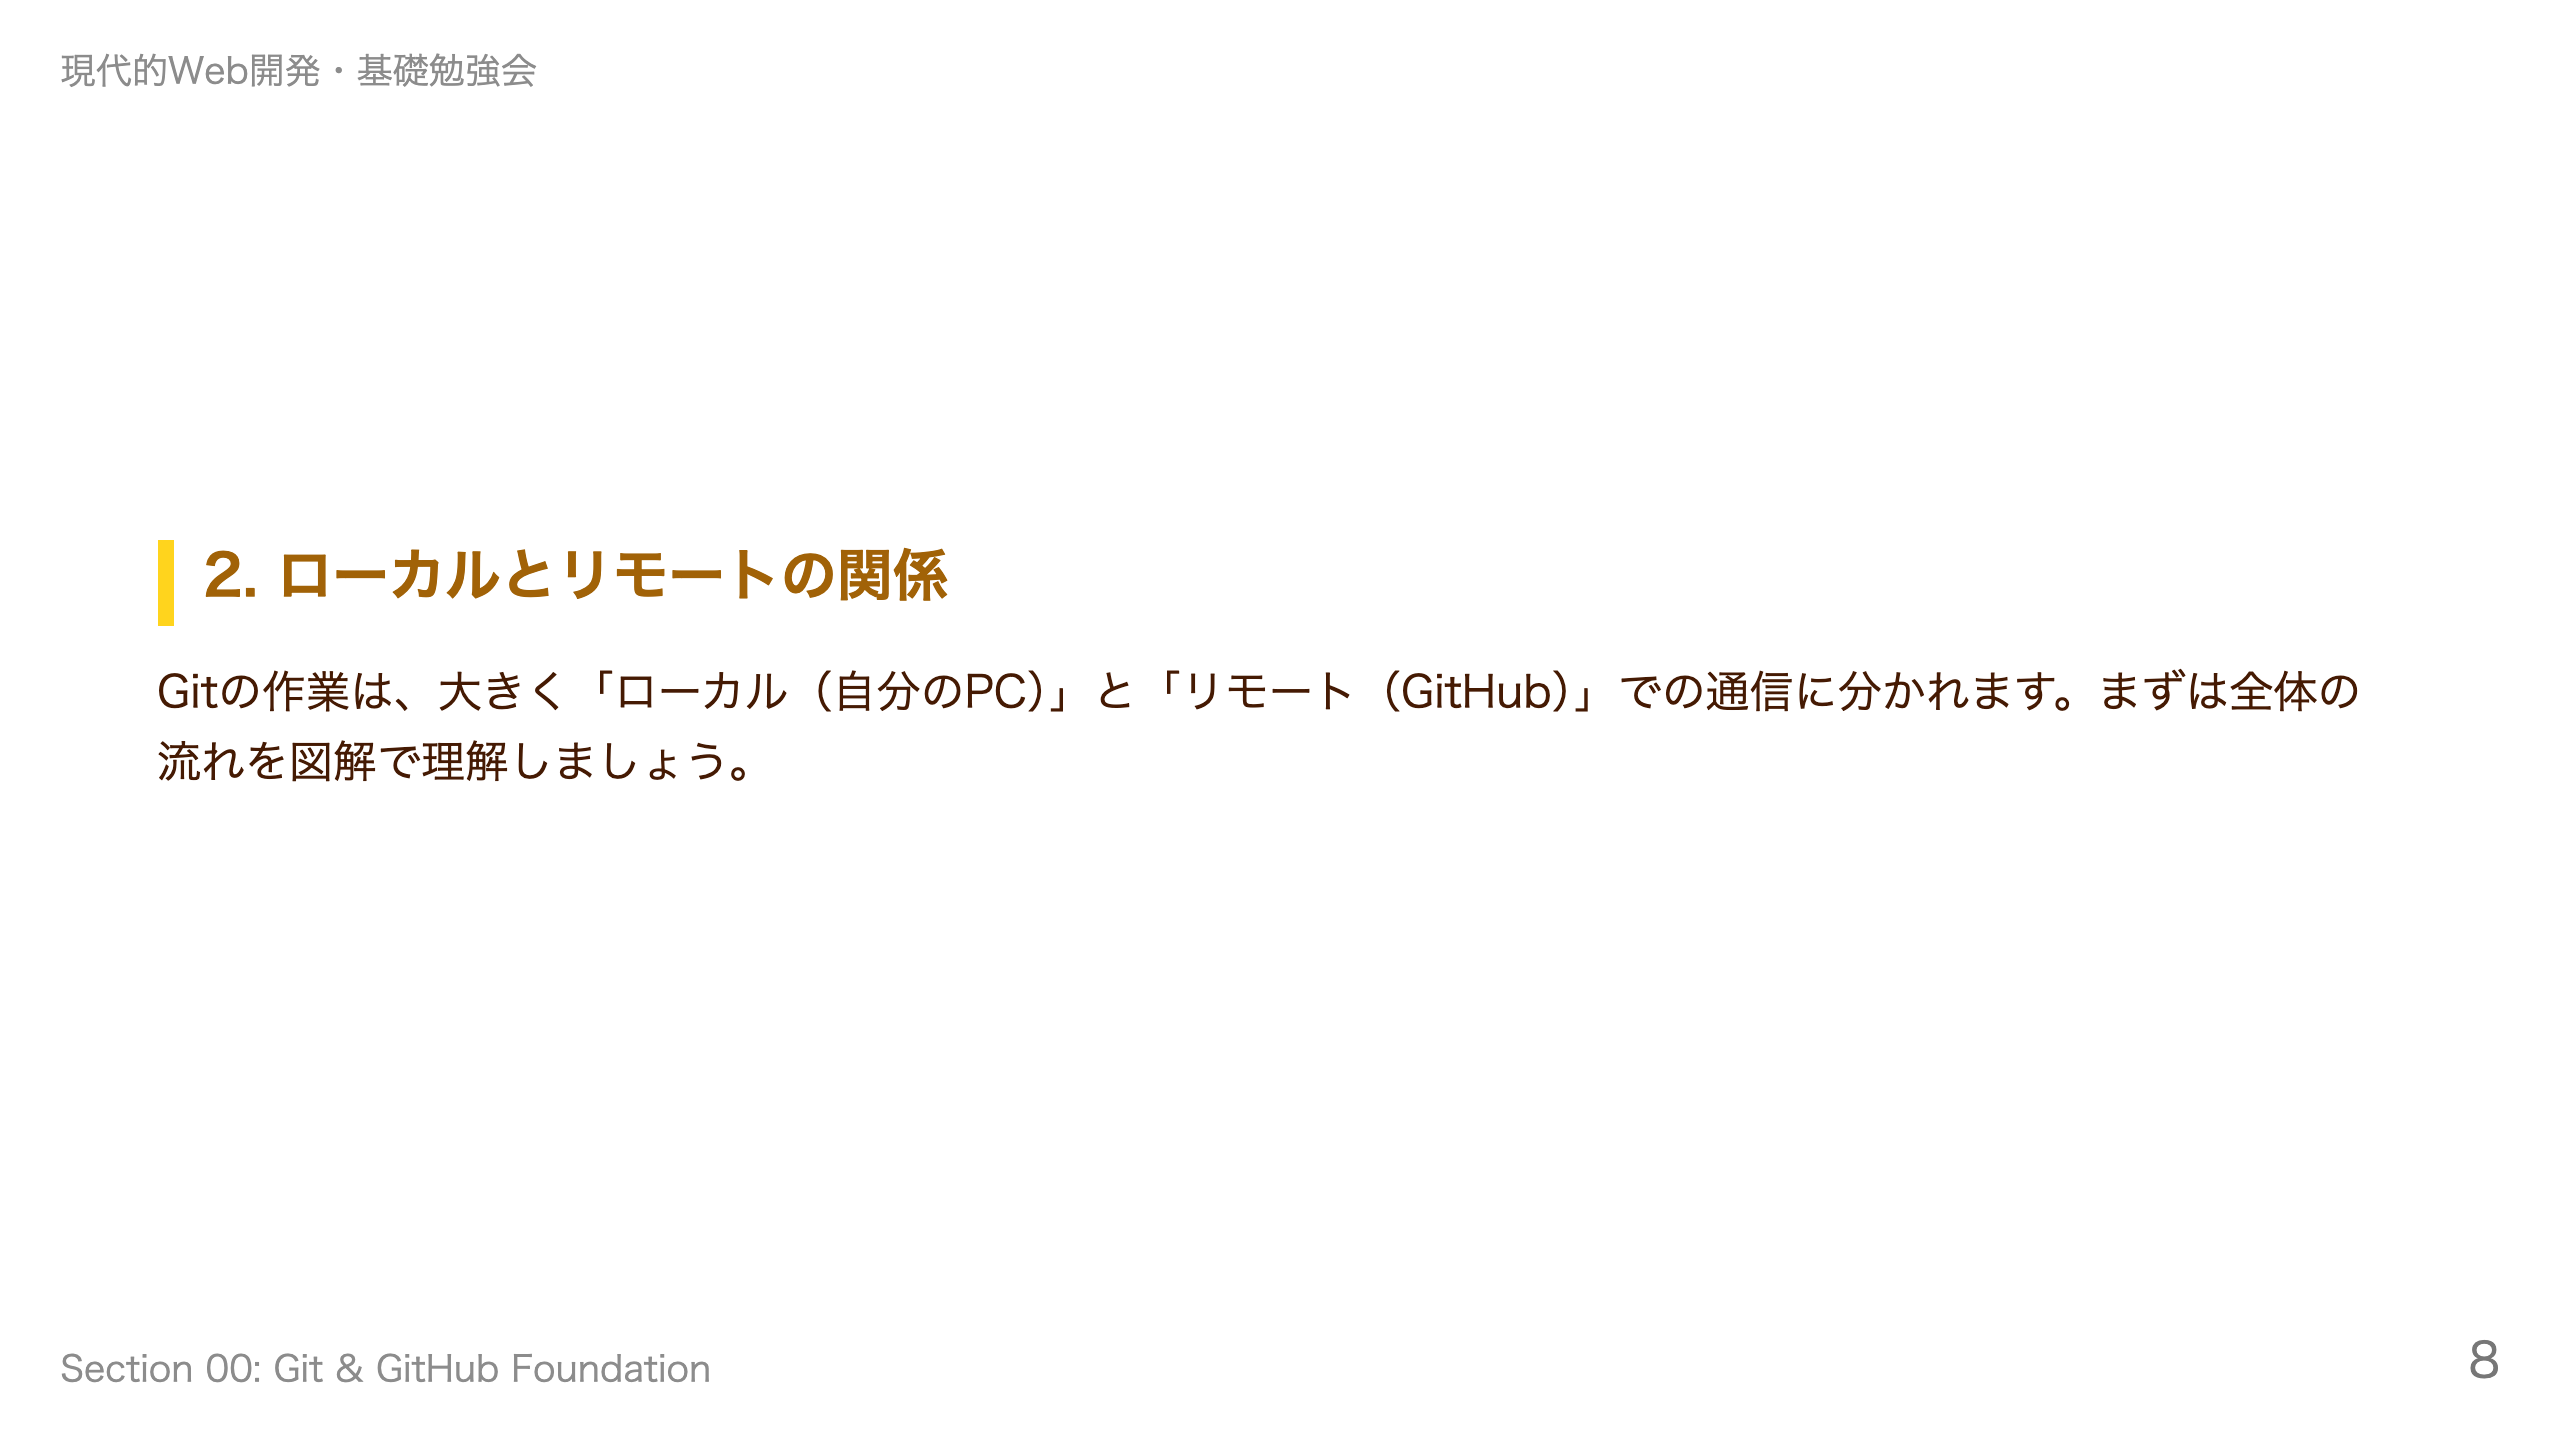 現代的Web開発・基礎勉強会
2. ローカルとリモートの関係
Gitの作業は、大きく「ローカル（自分のPC）」と「リモート（GitHub）」での通信に分かれます。まずは全体の
流れを図解で理解しましょう。
Section 00: Git & GitHub Foundation
8